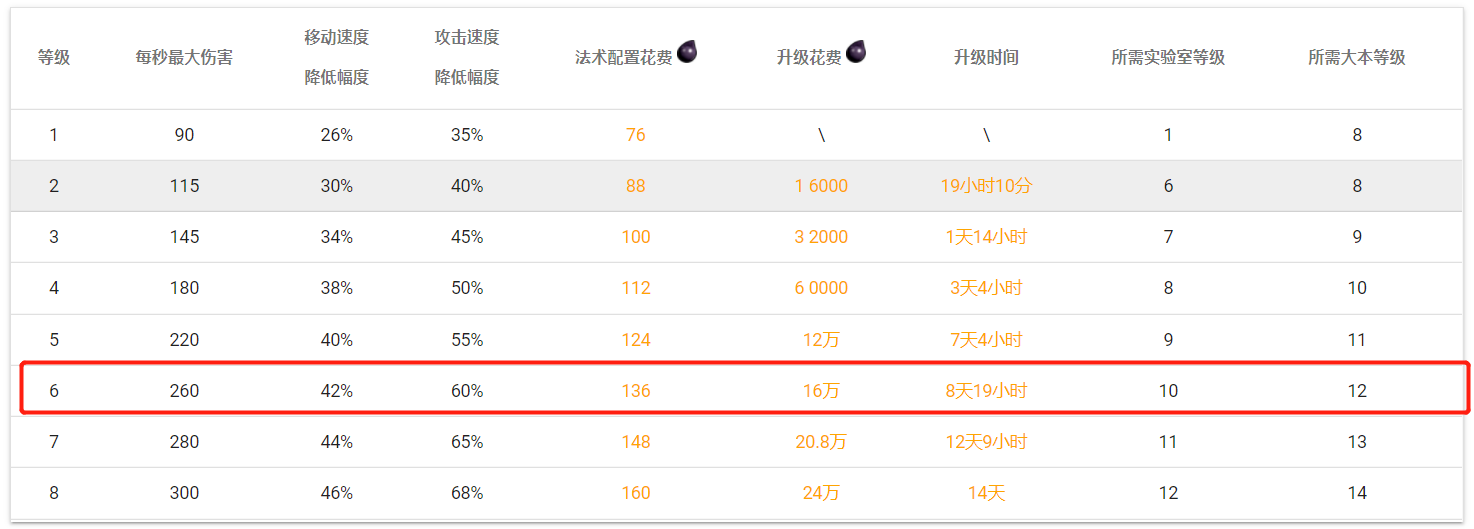 等级 每秒最大伤害 移动速度 攻击速度 法术配置花费 升级花费 升级时间 所需实验室等级 所需大本等级
降低幅度 降低幅度
1 90 26% 35% 76 \ \ 1 8
2 115 30% 40% 88 1 6000 19小时10分 6 8
3 145 34% 45% 100 3 2000 1天14小时 7 9
4 180 38% 50% 112 6 0000 3天4小时 8 10
5 220 40% 55% 124 12万 7天4小时 9 11
6 260 42% 60% 136 16万 8天19小时 10 12
7 280 44% 65% 148 20.8万 12天9小时 11 13
8 300 46% 68% 160 24万 14天 12 14